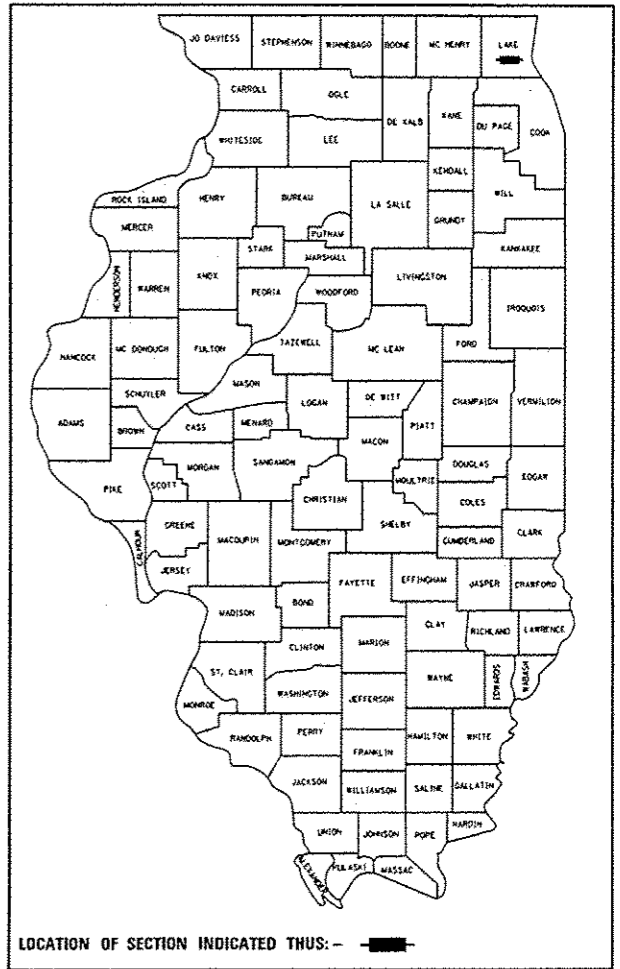 JO DAVIESS
STEPHENSON
WINNEBAGO
BOONE
MC HENRY
LAKE
CARROLL
OGLE
DE KALB
KANE
DU PAGE
COOK
WHITESIDE
LEE
KENDALL
WILL
ROCK ISLAND
HENRY
BUREAU
LA SALLE
GRUNDY
MERCER
PUTNAM
KANKAKEE
STARK
MARSHALL
HENDERSON
WARREN
KNOX
PEORIA
WOODFORD
LIVINGSTON
IROQUOIS
FORD
HANCOCK
MC DONOUGH
FULTON
TAZEWELL
MC LEAN
MASON
SCHUYLER
LOGAN
DE WITT
CHAMPAIGN
VERMILION
ADAMS
BROWN
CASS
MENARD
PIATT
MACON
MORGAN
SANGAMON
DOUGLAS
EDGAR
PIKE
SCOTT
CHRISTIAN
MOULTRIE
COLES
GREENE
SHELBY
CALHOUN
MACOUPIN
MONTGOMERY
CUMBERLAND
CLARK
JERSEY
FAYETTE
EFFINGHAM
JASPER
CRAWFORD
MADISON
BOND
CLAY
RICHLAND
LAWRENCE
CLINTON
MARION
ST. CLAIR
WAYNE
EDWARDS
WABASH
WASHINGTON
JEFFERSON
MONROE
RANDOLPH
PERRY
HAMILTON
WHITE
FRANKLIN
JACKSON
WILLIAMSON
SALINE
GALLATIN
UNION
JOHNSON
POPE
HARDIN
ALEXANDER
PULASKI
MASSAC
LOCATION OF SECTION INDICATED THUS: -